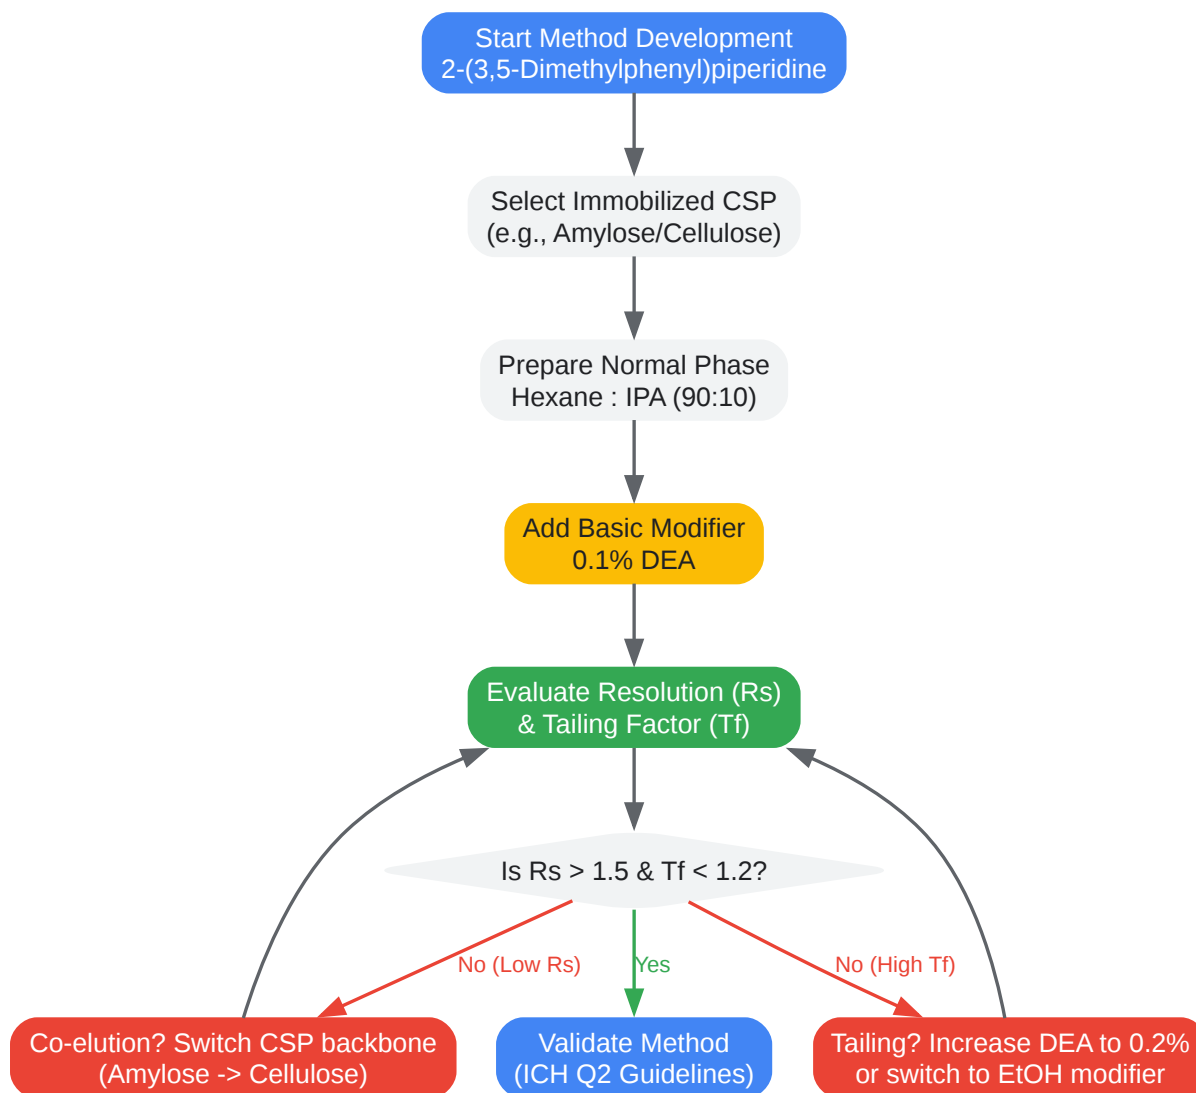 Start Method Development
2-(3,5-Dimethylphenyl)piperidine
Select Immobilized CSP
(e.g., Amylose/Cellulose)
Prepare Normal Phase
Hexane : IPA (90:10)
Add Basic Modifier
0.1% DEA
Evaluate Resolution (Rs)
& Tailing Factor (Tf)
Is Rs > 1.5 & Tf < 1.2?
No (Low Rs)
Yes
No (High Tf)
Co-elution? Switch CSP backbone
(Amylose -> Cellulose)
Validate Method
(ICH Q2 Guidelines)
Tailing? Increase DEA to 0.2%
or switch to EtOH modifier